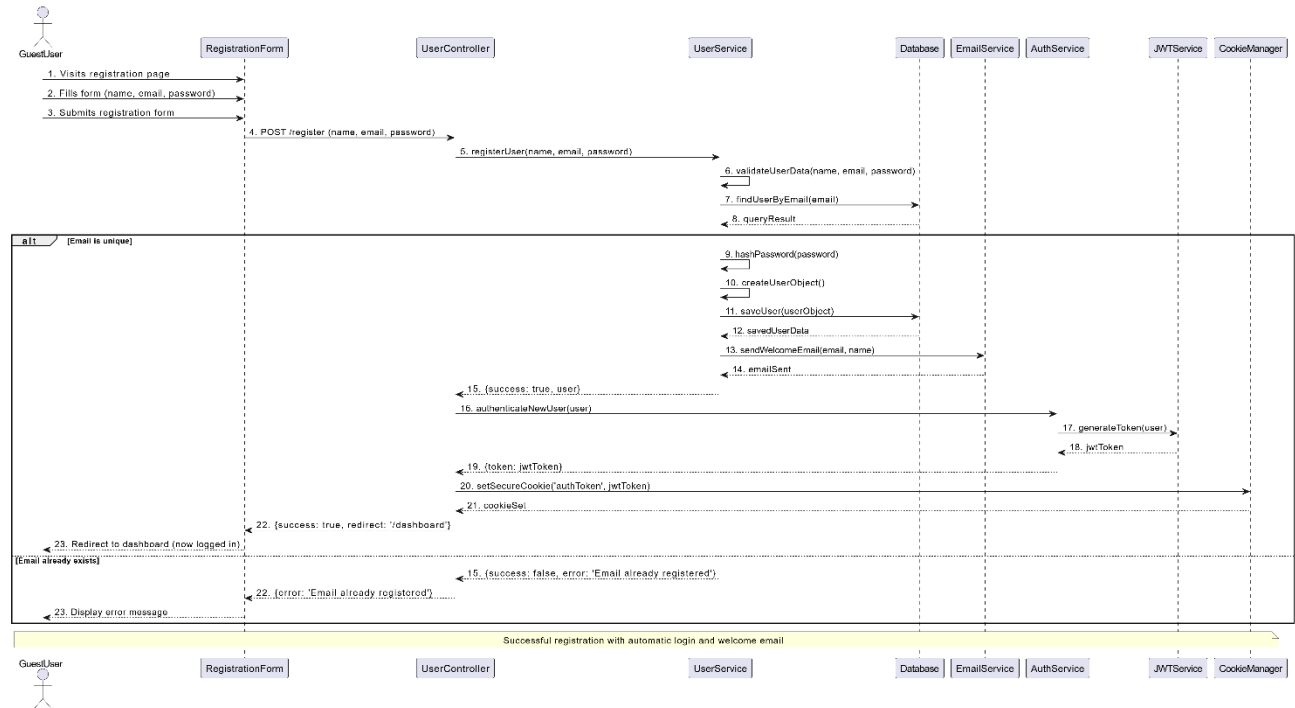 GuestUser
RegistrationForm UserController UserService Database EmailService AuthService JWTService CookieManager
1. Visits registration page
2. Fills form (name, email, password)
3. Submits registration form
4. POST /register (name, email, password)
5. registerUser(name, email, password)
6. validateUserData(name, email, password)
7. findUserByEmail(email)
8. queryResult
alt [Email is unique]
9. hashPassword(password)
10. createUserObject()
11. saveUser(userObject)
12. savedUserData
13. sendWelcomeEmail(email, name)
14. emailSent
15. {success: true, user}
16. authenticateNewUser(user)
17. generateToken(user)
18. jwtToken
19. {token: jwtToken}
20. setSecureCookie('authToken', jwtToken)
21. cookieSet
22. {success: true, redirect: '/dashboard'}
23. Redirect to dashboard (now logged in)
[Email already exists]
15. {success: false, error: 'Email already registered'}
22. {error: 'Email already registered'}
23. Display error message
Successful registration with automatic login and welcome email
GuestUser
RegistrationForm UserController UserService Database EmailService AuthService JWTService CookieManager